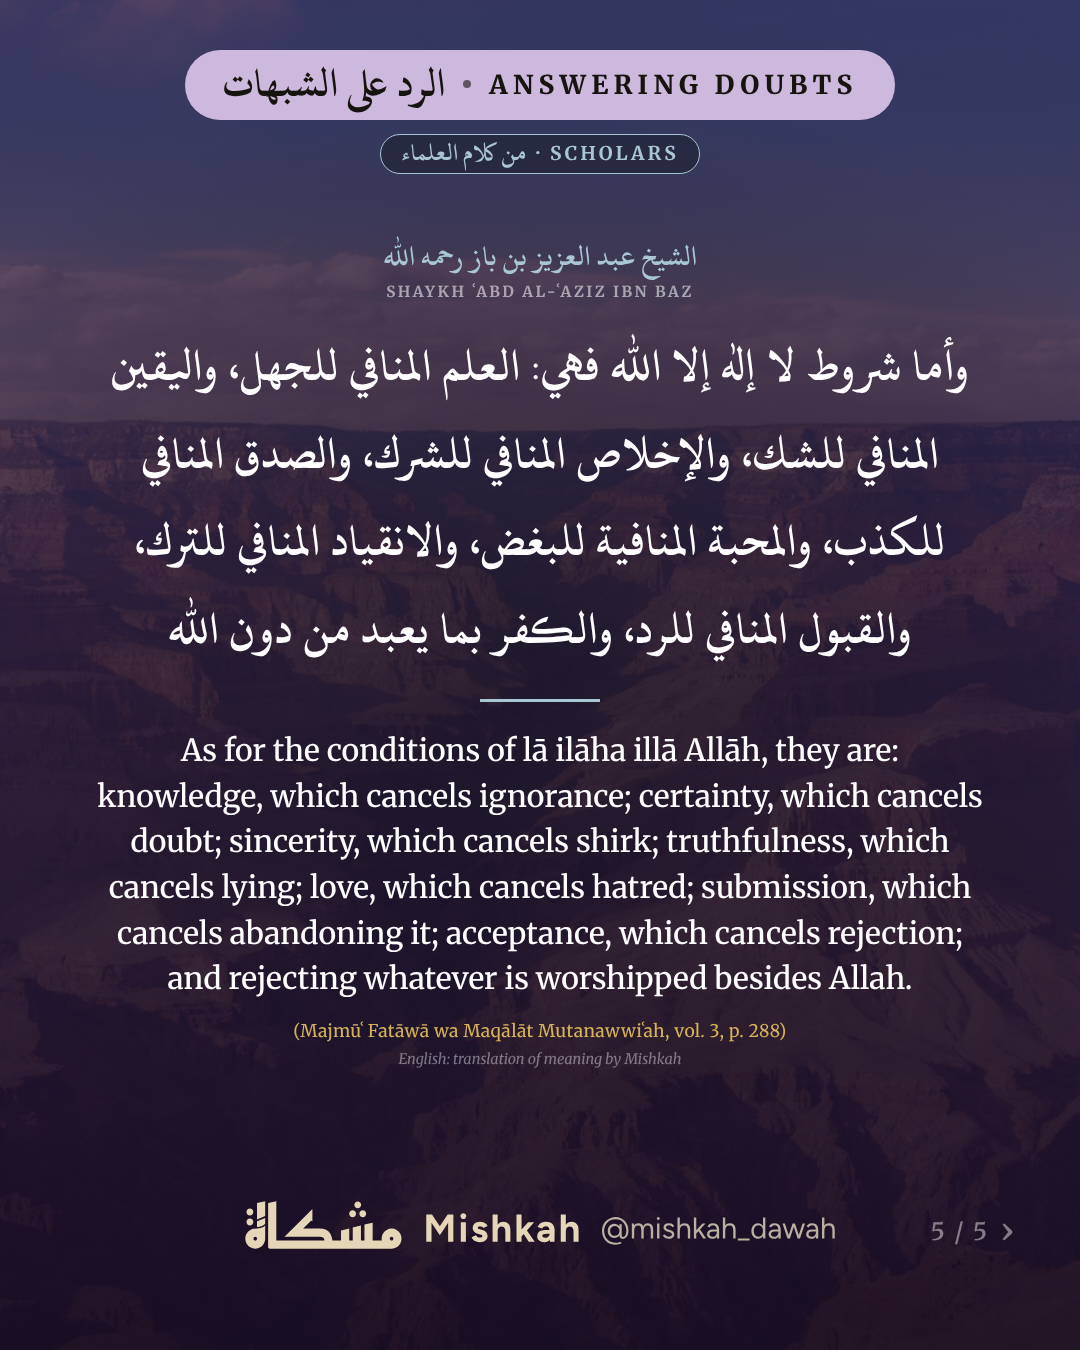 الرد على الشبهات • ANSWERING DOUBTS
من كلام العلماء · SCHOLARS
الشيخ عبد العزيز بن باز رحمه الله
SHAYKH ʿABD AL-ʿAZIZ IBN BAZ
وأما شروط لا إله إلا الله فهي: العلم المنافي للجهل، واليقين
المنافي للشك، والإخلاص المنافي للشرك، والصدق المنافي
للكذب، والمحبة المنافية للبغض، والانقياد المنافي للترك،
والقبول المنافي للرد، والكفر بما يعبد من دون الله
As for the conditions of lā ilāha illā Allāh, they are:
knowledge, which cancels ignorance; certainty, which cancels
doubt; sincerity, which cancels shirk; truthfulness, which
cancels lying; love, which cancels hatred; submission, which
cancels abandoning it; acceptance, which cancels rejection;
and rejecting whatever is worshipped besides Allah.
(Majmūʿ Fatāwā wa Maqālāt Mutanawwiʿah, vol. 3, p. 288)
English: translation of meaning by Mishkah
مشكاة Mishkah @mishkah_dawah 5 / 5 ›